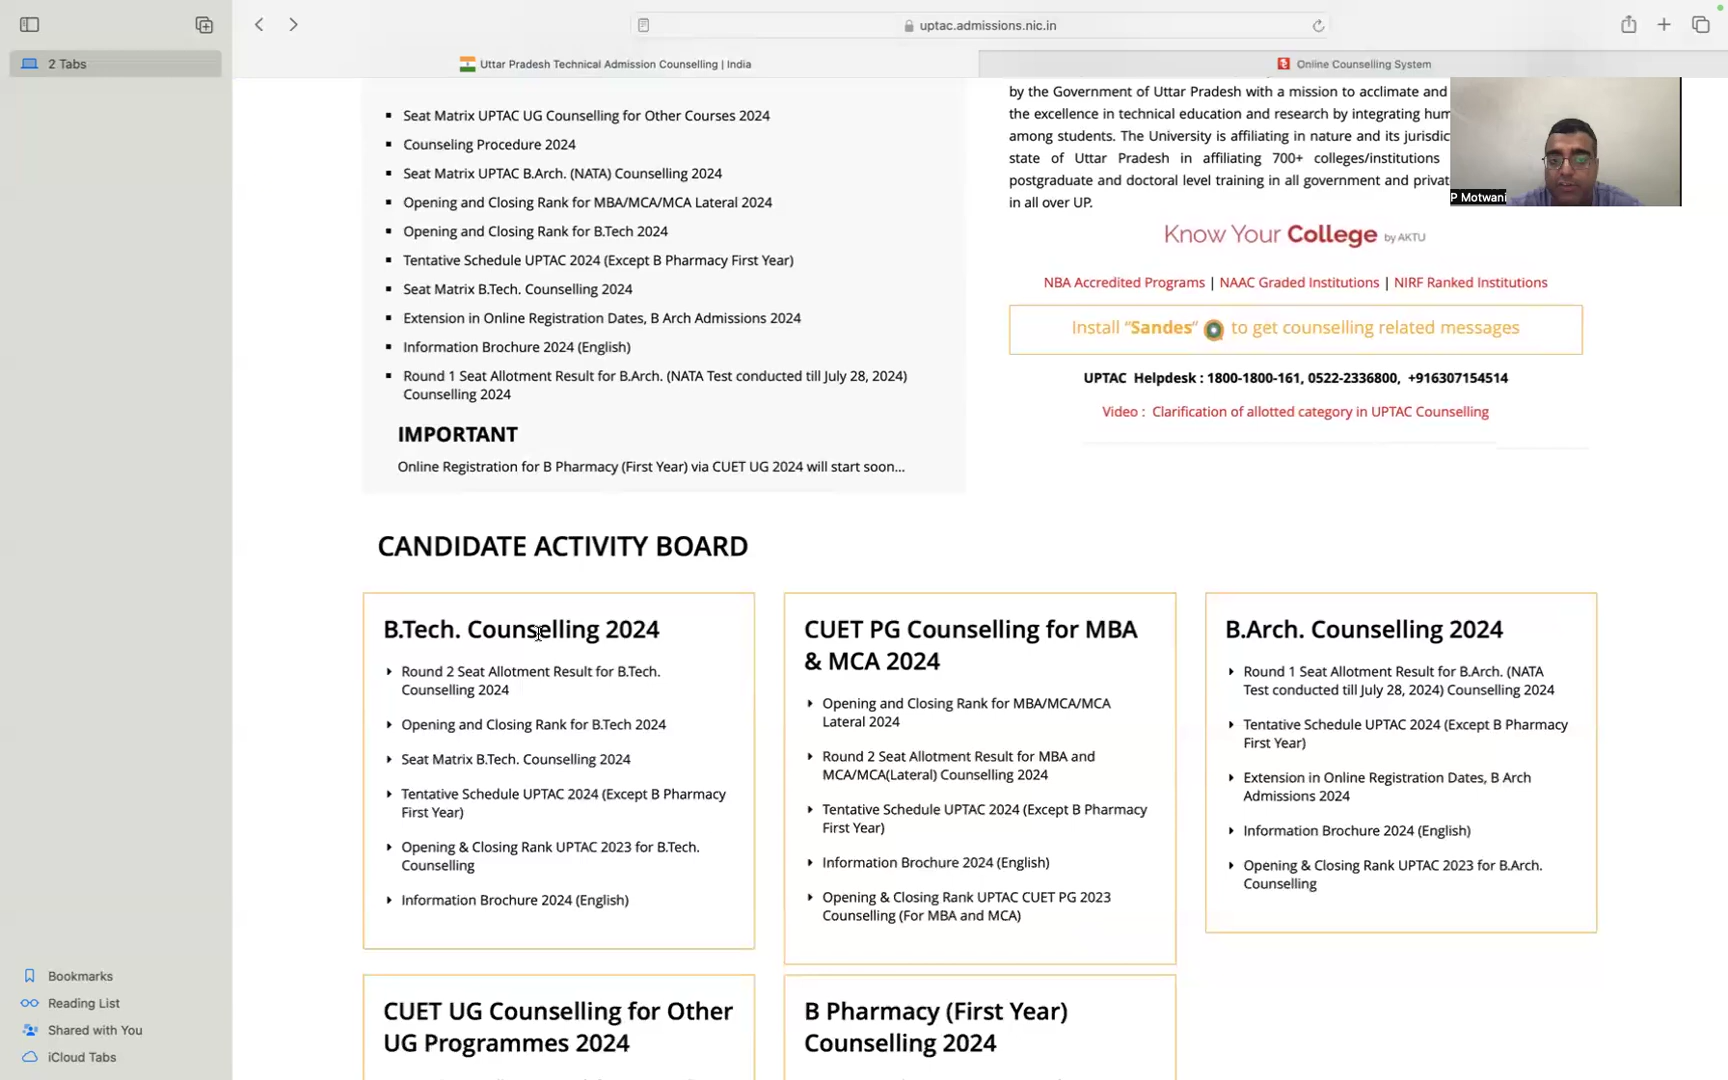 2 Tabs
uptac.admissions.nic.in
Uttar Pradesh Technical Admission Counselling | India
Online Counselling System
Seat Matrix UPTAC UG Counselling for Other Courses 2024
Counseling Procedure 2024
Seat Matrix UPTAC B.Arch. (NATA) Counselling 2024
Opening and Closing Rank for MBA/MCA/MCA Lateral 2024
Opening and Closing Rank for B.Tech 2024
Tentative Schedule UPTAC 2024 (Except B Pharmacy First Year)
Seat Matrix B.Tech. Counselling 2024
Extension in Online Registration Dates, B Arch Admissions 2024
Information Brochure 2024 (English)
Round 1 Seat Allotment Result for B.Arch. (NATA Test conducted till July 28, 2024)
Counselling 2024
IMPORTANT
Online Registration for B Pharmacy (First Year) via CUET UG 2024 will start soon...
by the Government of Uttar Pradesh with a mission to acclimate and
the excellence in technical education and research by integrating
among students. The University is affiliating in nature and its
state of Uttar Pradesh in affiliating 700+ colleges/institutions
postgraduate and doctoral level training in all government and
in all over UP.
P Motwani
Know Your College by AKTU
NBA Accredited Programs | NAAC Graded Institutions | NIRF Ranked Institutions
Install “Sandes” to get counselling related messages
UPTAC Helpdesk : 1800-1800-161, 0522-2336800, +916307154514
Video : Clarification of allotted category in UPTAC Counselling
CANDIDATE ACTIVITY BOARD
B.Tech. Counselling 2024
Round 2 Seat Allotment Result for B.Tech.
Counselling 2024
Opening and Closing Rank for B.Tech 2024
Seat Matrix B.Tech. Counselling 2024
Tentative Schedule UPTAC 2024 (Except B Pharmacy
First Year)
Opening & Closing Rank UPTAC 2023 for B.Tech.
Counselling
Information Brochure 2024 (English)
CUET PG Counselling for MBA
& MCA 2024
Opening and Closing Rank for MBA/MCA/MCA
Lateral 2024
Round 2 Seat Allotment Result for MBA and
MCA/MCA(Lateral) Counselling 2024
Tentative Schedule UPTAC 2024 (Except B Pharmacy
First Year)
Information Brochure 2024 (English)
Opening & Closing Rank UPTAC CUET PG 2023
Counselling (For MBA and MCA)
B.Arch. Counselling 2024
Round 1 Seat Allotment Result for B.Arch. (NATA
Test conducted till July 28, 2024) Counselling 2024
Tentative Schedule UPTAC 2024 (Except B Pharmacy
First Year)
Extension in Online Registration Dates, B Arch
Admissions 2024
Information Brochure 2024 (English)
Opening & Closing Rank UPTAC 2023 for B.Arch.
Counselling
CUET UG Counselling for Other
UG Programmes 2024
B Pharmacy (First Year)
Counselling 2024
Bookmarks
Reading List
Shared with You
iCloud Tabs